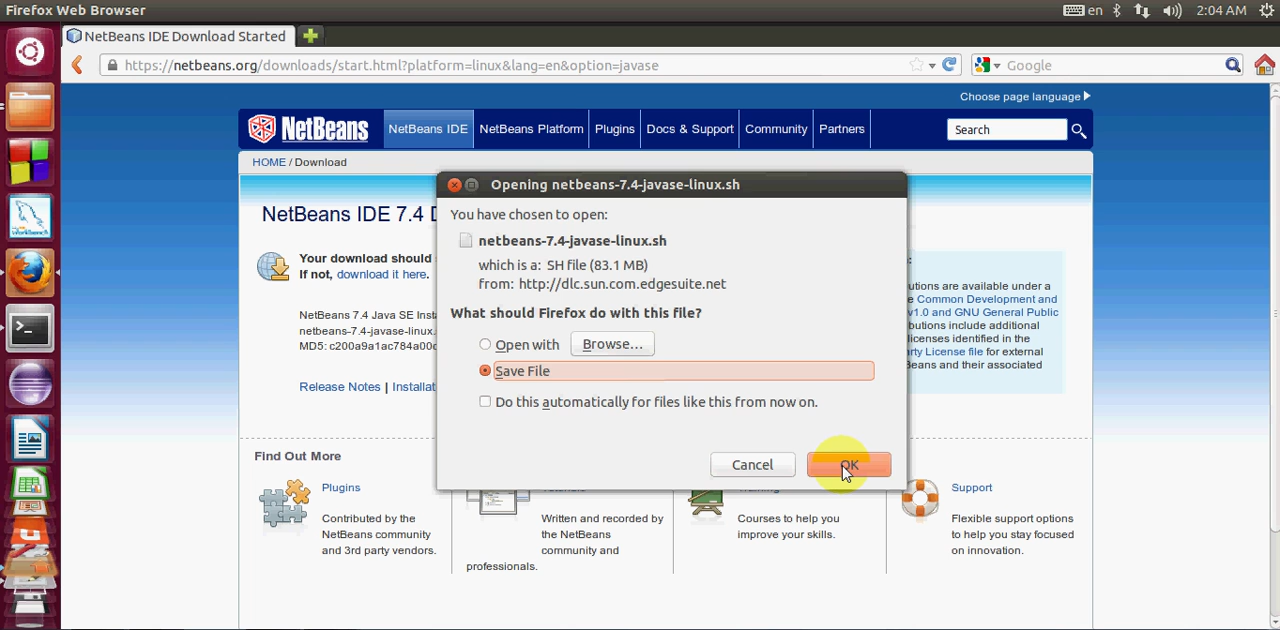 Firefox Web Browser
en
2:04 AM
NetBeans IDE Download Started
https://netbeans.org/downloads/start.html?platform=linux&lang=en&option=javase
Google
Choose page language
NetBeans
NetBeans IDE
NetBeans Platform
Plugins
Docs & Support
Community
Partners
Search
HOME / Download
NetBeans IDE 7.4 D
Your download should
If not, download it here.
NetBeans 7.4 Java SE Insta
netbeans-7.4-javase-linux.
MD5: c200a9a1ac784a00d
Release Notes | Installat
Opening netbeans-7.4-javase-linux.sh
You have chosen to open:
netbeans-7.4-javase-linux.sh
which is a: SH file (83.1 MB)
from: http://dlc.sun.com.edgesuite.net
What should Firefox do with this file?
Open with
Browse...
Save File
Do this automatically for files like this from now on.
Cancel
OK
utions are available under a
Common Development and
v1.0 and GNU General Public
butions include additional
licenses identified in the
arty License file for external
Beans and their associated
Find Out More
Plugins
Contributed by the
NetBeans community
and 3rd party vendors.
Written and recorded by
the NetBeans
community and
professionals.
Courses to help you
improve your skills.
Support
Flexible support options
to help you stay focused
on innovation.